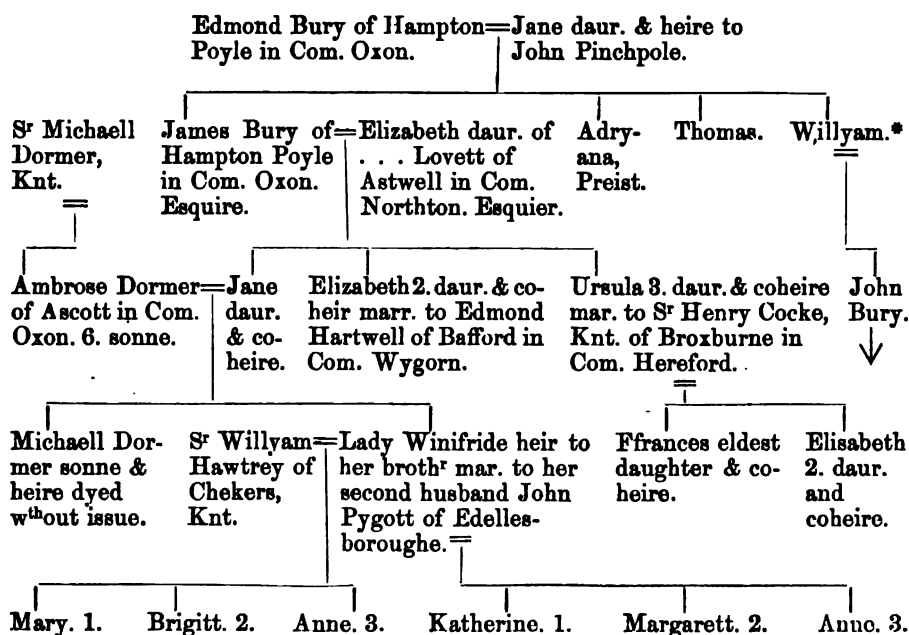 Edmond Bury of Hampton=Jane daur. & heire to
Poyle in Com. Oxon.
John Pinchpole.
Sʳ Michaell
Dormer,
Knt.
=
James Bury of=
Hampton Poyle
in Com. Oxon.
Esquire.
Elizabeth daur. of
. . . Lovett of
Astwell in Com.
Northton. Esquier.
Adry-
ana,
Preist.
Thomas.
Willyam.*
=
Ambrose Dormer=
of Ascott in Com.
Oxon. 6. sonne.
Jane
daur.
& co-
heire.
Elizabeth 2. daur. & co-
heir marr. to Edmond
Hartwell of Bafford in
Com. Wygorn.
Ursula 3. daur. & coheire
mar. to Sʳ Henry Cocke,
Knt. of Broxburne in
Com. Hereford.
=
John
Bury.
Michaell Dor-
mer sonne &
heire dyed
wᵗʰout issue.
Sʳ Willyam=
Hawtrey of
Chekers,
Knt.
Lady Winifride heir to
her brothʳ mar. to her
second husband John
Pygott of Edelles-
boroughe.=
Ffrances eldest
daughter & co-
heire.
Elisabeth
2. daur.
and
coheire.
Mary. 1.
Brigitt. 2.
Anne. 3.
Katherine. 1.
Margarett. 2.
Anne. 3.